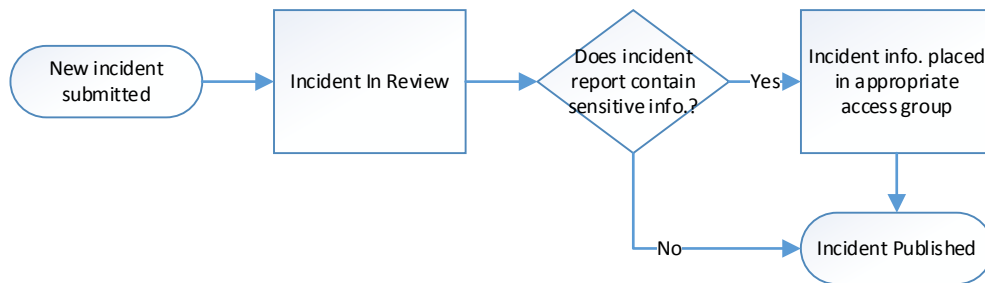 New incident
submitted
Incident In Review
Does incident
report contain
sensitive info.?
Yes
Incident info. placed
in appropriate
access group
No
Incident Published